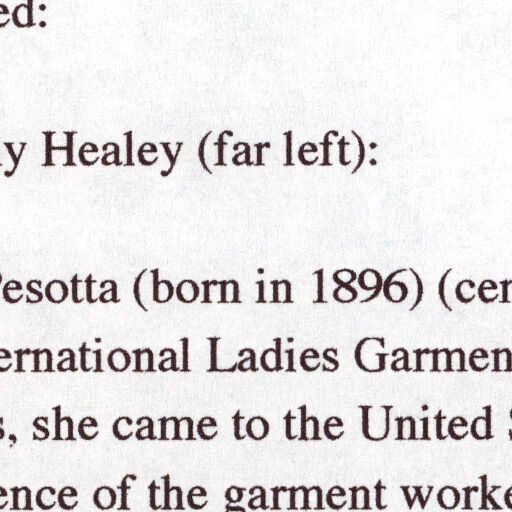 ed:
y Healey (far left):
esotta (born in 1896) (cen
ernational Ladies Garmen
s, she came to the United S
ence of the garment worke